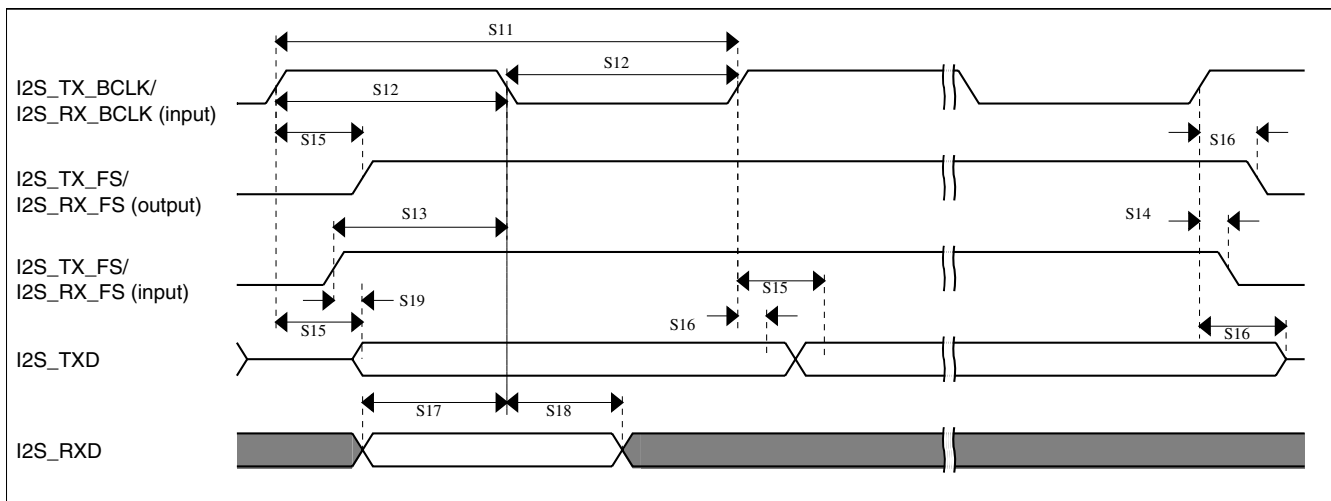 S11
I2S_TX_BCLK/
I2S_RX_BCLK (input)
S12
S12
S15
S16
I2S_TX_FS/
I2S_RX_FS (output)
S13
S14
I2S_TX_FS/
I2S_RX_FS (input)
S19
S15
S15
S16
S16
I2S_TXD
S17
S18
I2S_RXD